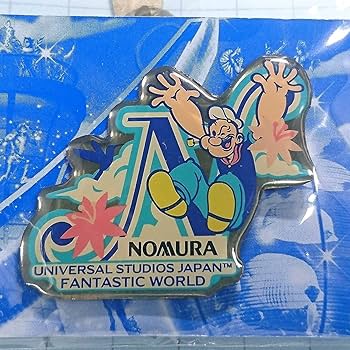 NOMURA
UNIVERSAL STUDIOS JAPAN™
FANTASTIC WORLD